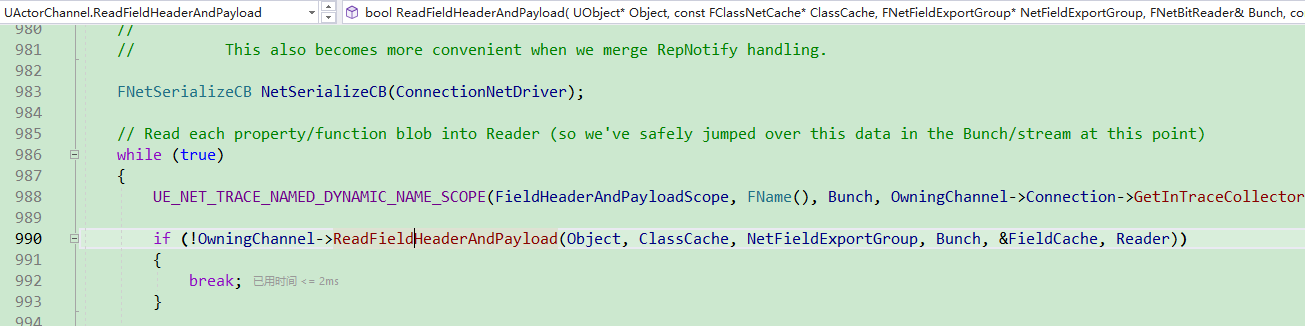 UActorChannel.ReadFieldHeaderAndPayload bool ReadFieldHeaderAndPayload( UObject* Object, const FClassNetCache* ClassCache, FNetFieldExportGroup* NetFieldExportGroup, FNetBitReader& Bunch, co
980 //
981 // This also becomes more convenient when we merge RepNotify handling.
982
983 FNetSerializeCB NetSerializeCB(ConnectionNetDriver);
984
985 // Read each property/function blob into Reader (so we've safely jumped over this data in the Bunch/stream at this point)
986 while (true)
987 {
988 UE_NET_TRACE_NAMED_DYNAMIC_NAME_SCOPE(FieldHeaderAndPayloadScope, FName(), Bunch, OwningChannel->Connection->GetInTraceCollector
989
990 if (!OwningChannel->ReadFieldHeaderAndPayload(Object, ClassCache, NetFieldExportGroup, Bunch, &FieldCache, Reader))
991 {
992 break; 已用时间 <= 2ms
993 }
994